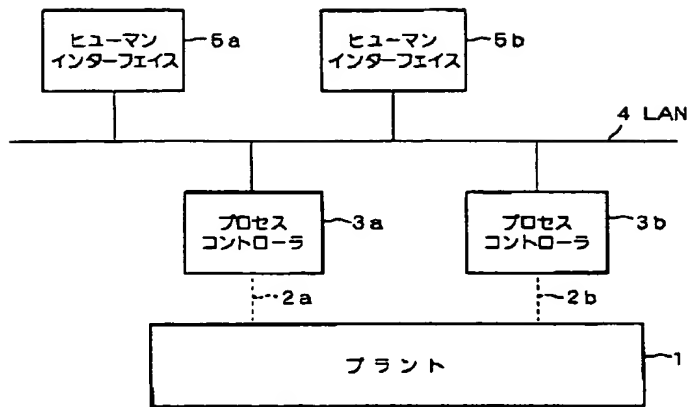 ヒューマン
インターフェイス
5a
ヒューマン
インターフェイス
5b
4 LAN
プロセス
コントローラ
3a
プロセス
コントローラ
3b
2a
2b
プラント
1